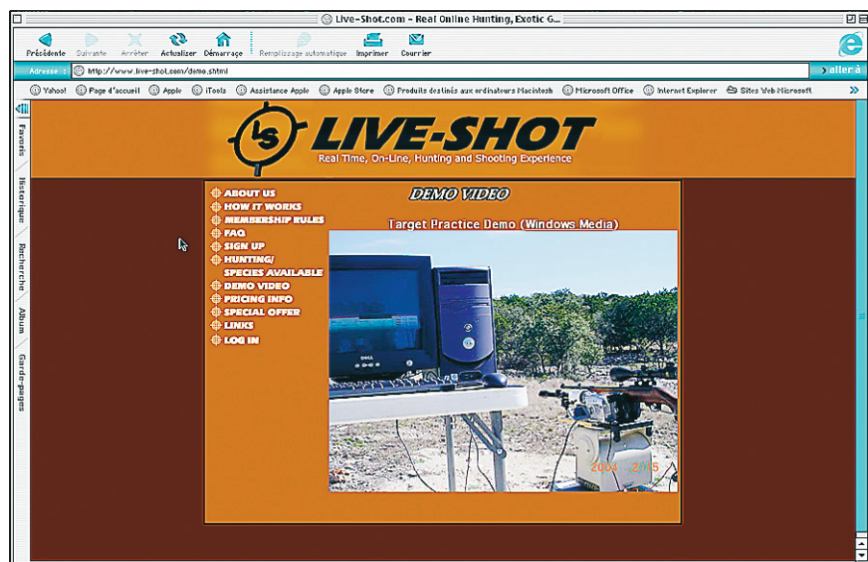 Live-Shot.com - Real Online Hunting, Exotic G...
Précédente Suivante Arrêter Actualiser Démarrage Remplissage automatique Imprimer Courrier
Adresse : http://www.live-shot.com/demo.shtml aller à
Yahoo! Page d'accueil Apple iTools Assistance Apple Apple Store Produits destinés aux ordinateurs Macintosh Microsoft Office Internet Explorer Sites Web Microsoft
Favoris
Historique
Recherche
Album
Garde-pages
LS LIVE-SHOT
Real Time, On-Line, Hunting and Shooting Experience
ABOUT US
HOW IT WORKS
MEMBERSHIP RULES
FAQ
SIGN UP
HUNTING/
SPECIES AVAILABLE
DEMO VIDEO
PRICING INFO
SPECIAL OFFER
LINKS
LOG IN
DEMO VIDEO
Target Practice Demo (Windows Media)
DELL